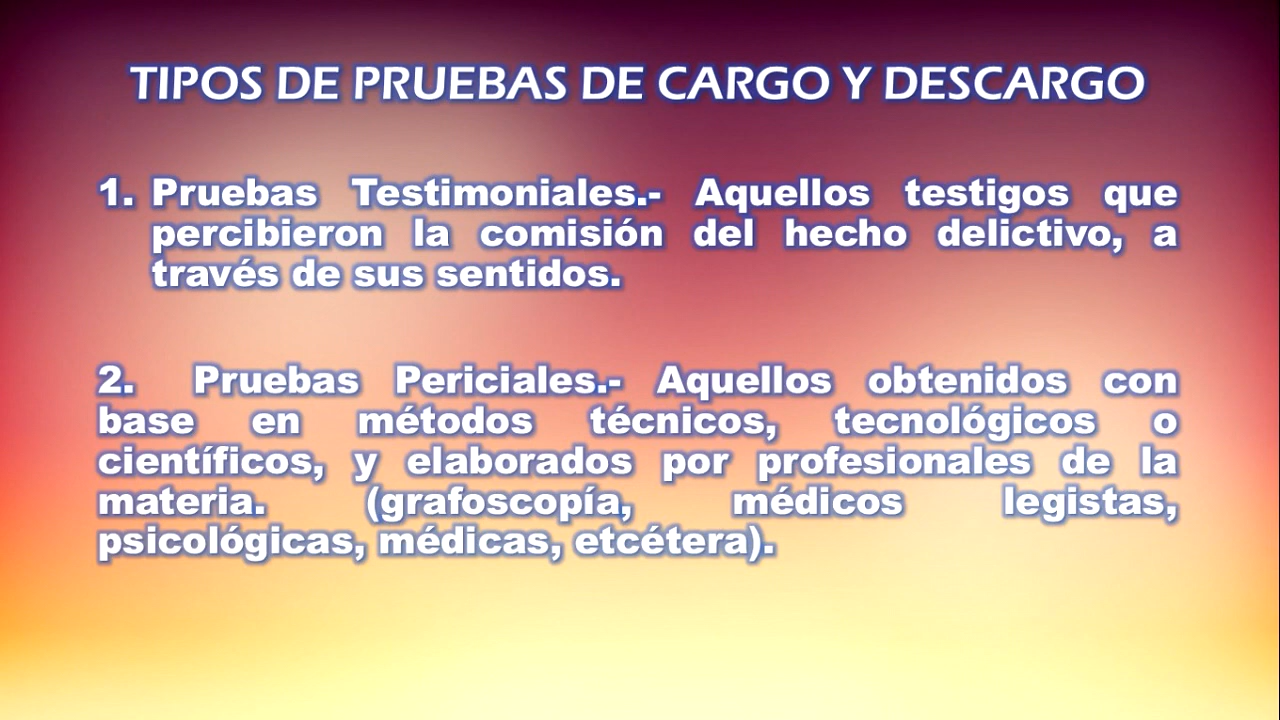 TIPOS DE PRUEBAS DE CARGO Y DESCARGO
1. Pruebas Testimoniales.- Aquellos testigos que
percibieron la comisión del hecho delictivo, a
través de sus sentidos.
2. Pruebas Periciales.- Aquellos obtenidos con
base en métodos técnicos, tecnológicos o
científicos, y elaborados por profesionales de la
materia. (grafoscopía, médicos legistas,
psicológicas, médicas, etcétera).